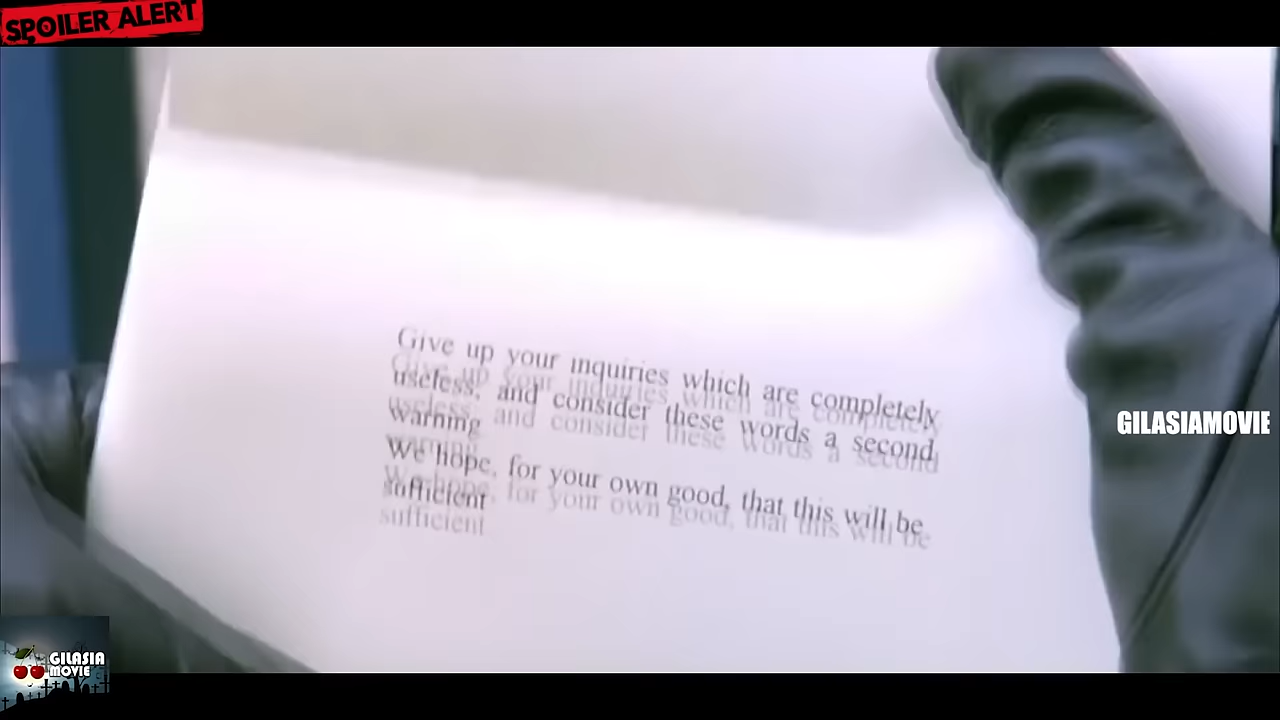 SPOILER ALERT
Give up your inquiries which are completely
useless, and consider these words a second
warning
We hope, for your own good, that this will be
sufficient
GILASIAMOVIE
GILASIA
MOVIE